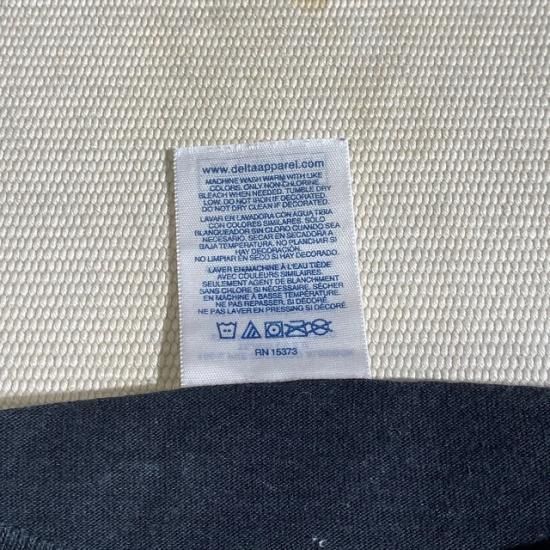 www.deltaapparel.com
MACHINE WASH WARM WITH LIKE
COLORS. ONLY NON-CHLORINE
BLEACH WHEN NEEDED. TUMBLE DRY
LOW. DO NOT IRON IF DECORATED.
DO NOT DRY CLEAN IF DECORATED.
LAVAR EN LAVADORA CON AGUA TIBIA
CON COLORES SIMILARES. SÓLO
BLANQUEADOR SIN CLORO CUANDO SEA
NECESARIO. SECAR EN SECADORA A
BAJA TEMPERATURA. NO PLANCHAR SI
HAY DECORACIÓN.
NO LIMPIAR EN SECO SI HAY DECORADO.
LAVER EN MACHINE À L'EAU TIÈDE
AVEC COULEURS SIMILAIRES.
SEULEMENT AGENT DE BLANCHIMENT
SANS CHLORE SI NÉCESSAIRE. SÉCHER
EN MACHINE À BASSE TEMPÉRATURE.
NE PAS REPASSER, SI DÉCORÉ.
NE PAS LAVER EN PRESSING SI DÉCORÉ.
RN 15373